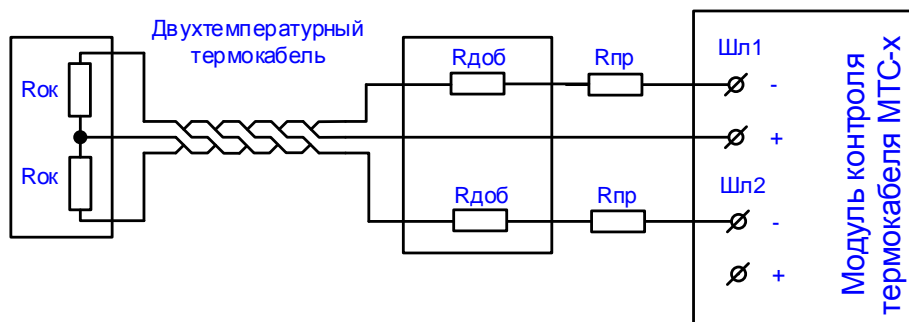 Двухтемпературный
термокабель
Rок
Rок
Rдоб
Rпр
Rдоб
Rпр
Шл1
-
+
Шл2
-
+
Модуль контроля
термокабеля МТС-х